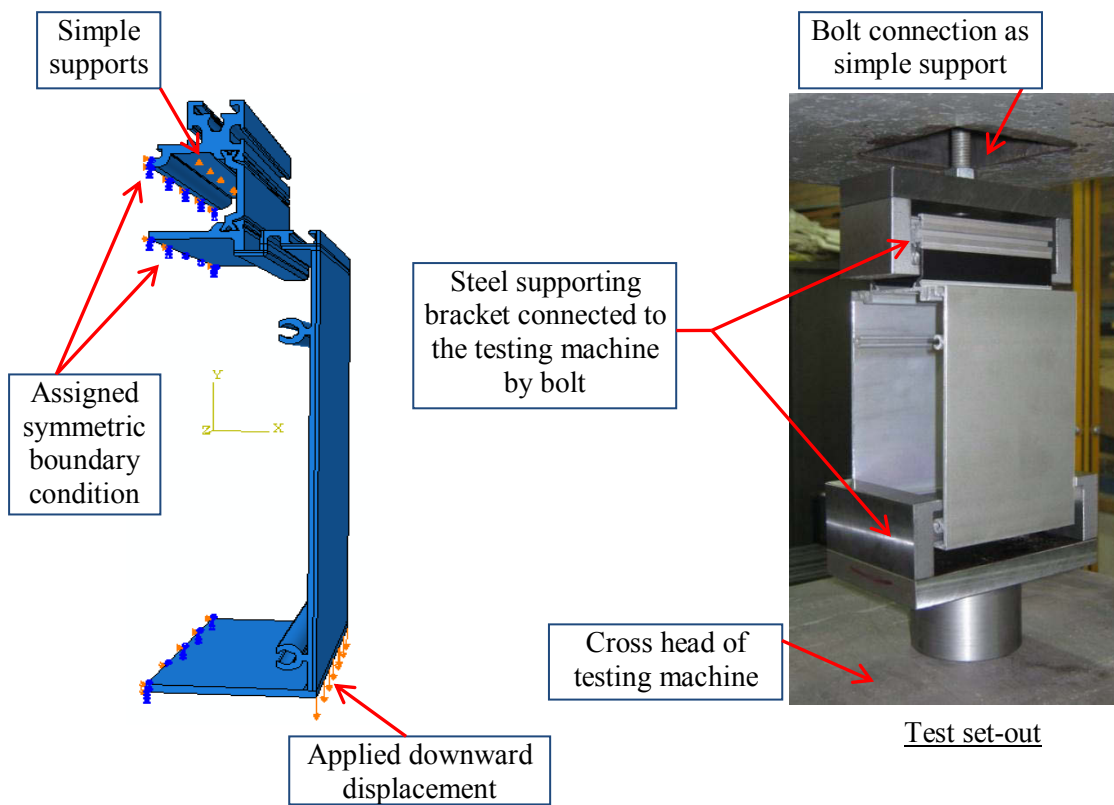 Simple
supports
Bolt connection as
simple support
Steel supporting
bracket connected to
the testing machine
by bolt
Assigned
symmetric
boundary
condition
Y
Z
X
Cross head of
testing machine
Applied downward
displacement
Test set-out